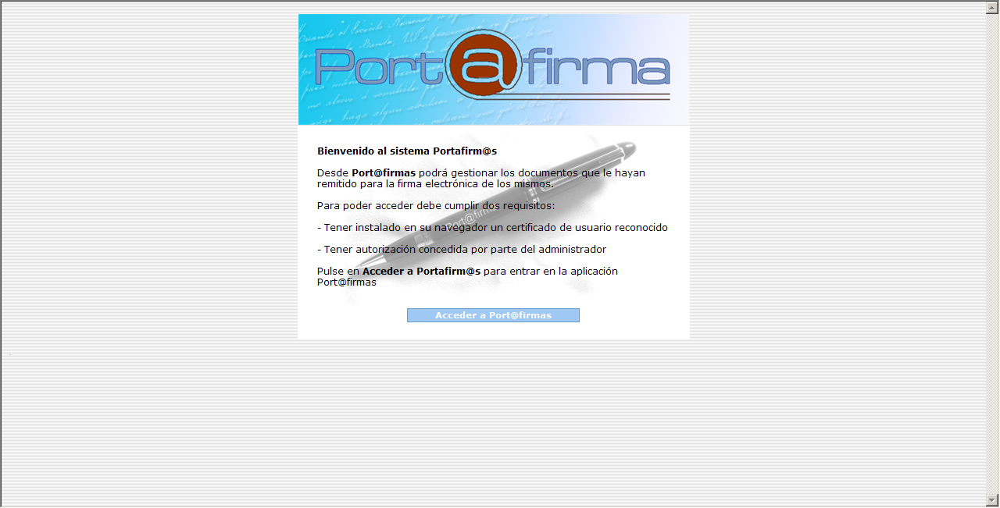 Port@firma
Bienvenido al sistema Portafirm@s
Desde Port@firmas podrá gestionar los documentos que le hayan
remitido para la firma electrónica de los mismos.
Para poder acceder debe cumplir dos requisitos:
- Tener instalado en su navegador un certificado de usuario reconocido
- Tener autorización concedida por parte del administrador
Pulse en Acceder a Portafirm@s para entrar en la aplicación
Port@firmas
Acceder a Port@firmas